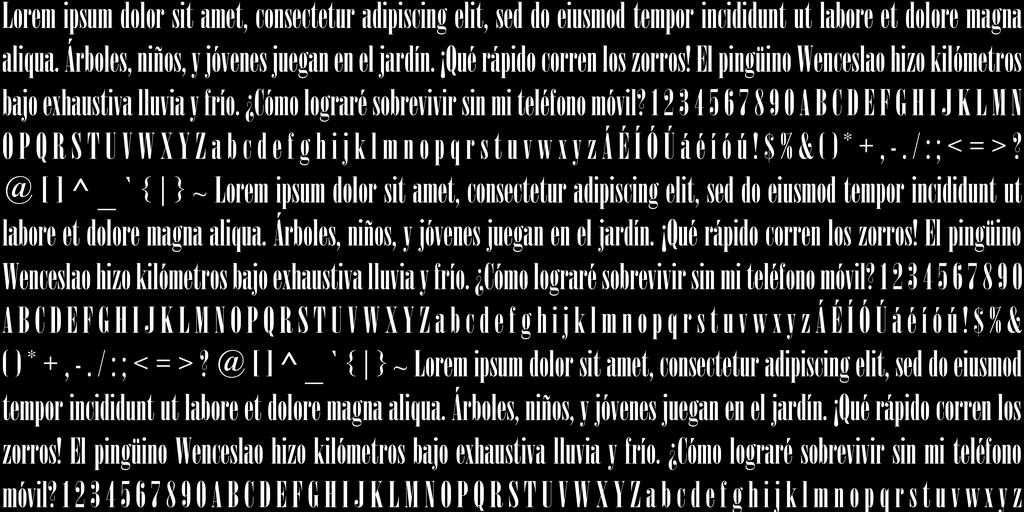 Lorem ipsum dolor sit amet, consectetur adipiscing elit, sed do eiusmod tempor incididunt ut labore et dolore magna
aliqua. Árboles, niños, y jóvenes juegan en el jardín. ¡Qué rápido corren los zorros! El pingüino Wenceslao hizo kilómetros
bajo exhaustiva lluvia y frío. ¿Cómo lograré sobrevivir sin mi teléfono móvil? 1 2 3 4 5 6 7 8 9 0 A B C D E F G H I J K L M N
O P Q R S T U V W X Y Z a b c d e f g h i j k l m n o p q r s t u v w x y z Á É Í Ó Ú á é í ó ú ! $ % & ( ) * + , - . / : ; < = > ?
@ [ ] ^ _ ` { | } ~ Lorem ipsum dolor sit amet, consectetur adipiscing elit, sed do eiusmod tempor incididunt ut
labore et dolore magna aliqua. Árboles, niños, y jóvenes juegan en el jardín. ¡Qué rápido corren los zorros! El pingüino
Wenceslao hizo kilómetros bajo exhaustiva lluvia y frío. ¿Cómo lograré sobrevivir sin mi teléfono móvil? 1 2 3 4 5 6 7 8 9 0
A B C D E F G H I J K L M N O P Q R S T U V W X Y Z a b c d e f g h i j k l m n o p q r s t u v w x y z Á É Í Ó Ú á é í ó ú ! $ % &
( ) * + , - . / : ; < = > ? @ [ ] ^ _ ` { | } ~ Lorem ipsum dolor sit amet, consectetur adipiscing elit, sed do eiusmod
tempor incididunt ut labore et dolore magna aliqua. Árboles, niños, y jóvenes juegan en el jardín. ¡Qué rápido corren los
zorros! El pingüino Wenceslao hizo kilómetros bajo exhaustiva lluvia y frío. ¿Cómo lograré sobrevivir sin mi teléfono
móvil? 1 2 3 4 5 6 7 8 9 0 A B C D E F G H I J K L M N O P Q R S T U V W X Y Z a b c d e f g h i j k l m n o p q r s t u v w x y z